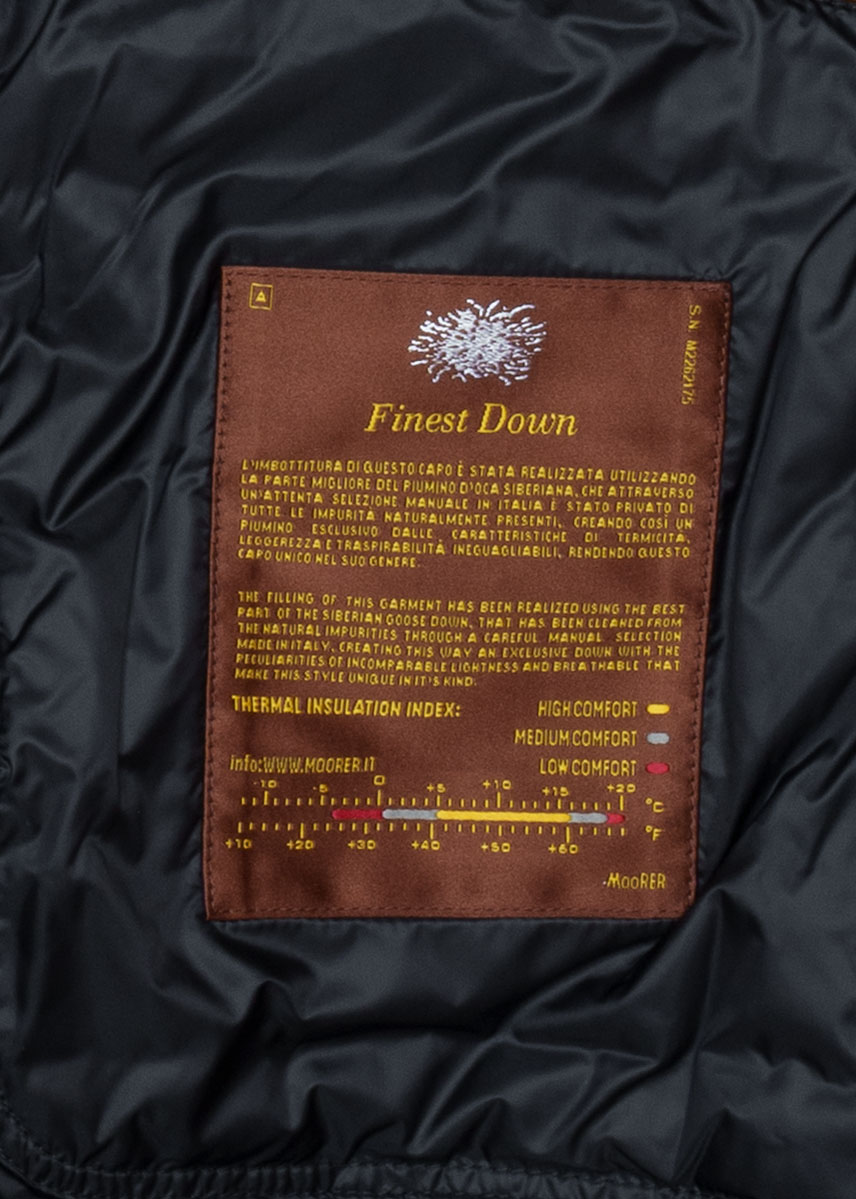 A
S.N. M2262175
Finest Down
L'IMBOTTITURA DI QUESTO CAPO È STATA REALIZZATA UTILIZZANDO
LA PARTE MIGLIORE DEL PIUMINO D'OCA SIBERIANA, CHE ATTRAVERSO
UN'ATTENTA SELEZIONE MANUALE IN ITALIA È STATO PRIVATO DI
TUTTE LE IMPURITÀ NATURALMENTE PRESENTI, CREANDO COSÌ UN
PIUMINO ESCLUSIVO DALLE CARATTERISTICHE DI TERMICITÀ,
LEGGEREZZA E TRASPIRABILITÀ INEGUAGLIABILI, RENDENDO QUESTO
CAPO UNICO NEL SUO GENERE.
THE FILLING OF THIS GARMENT HAS BEEN REALIZED USING THE BEST
PART OF THE SIBERIAN GOOSE DOWN, THAT HAS BEEN CLEANED FROM
THE NATURAL IMPURITIES THROUGH A CAREFUL MANUAL SELECTION
MADE IN ITALY, CREATING THIS WAY AN EXCLUSIVE DOWN WITH THE
PECULIARITIES OF INCOMPARABLE LIGHTNESS AND BREATHABLE THAT
MAKE THIS STYLE UNIQUE IN IT'S KIND.
THERMAL INSULATION INDEX: HIGH COMFORT
MEDIUM COMFORT
info:WWW.MOORER.IT LOW COMFORT
-10 -5 0 +5 +10 +15 +20 °C
+10 +20 +30 +40 +50 +60 °F
·MooRER